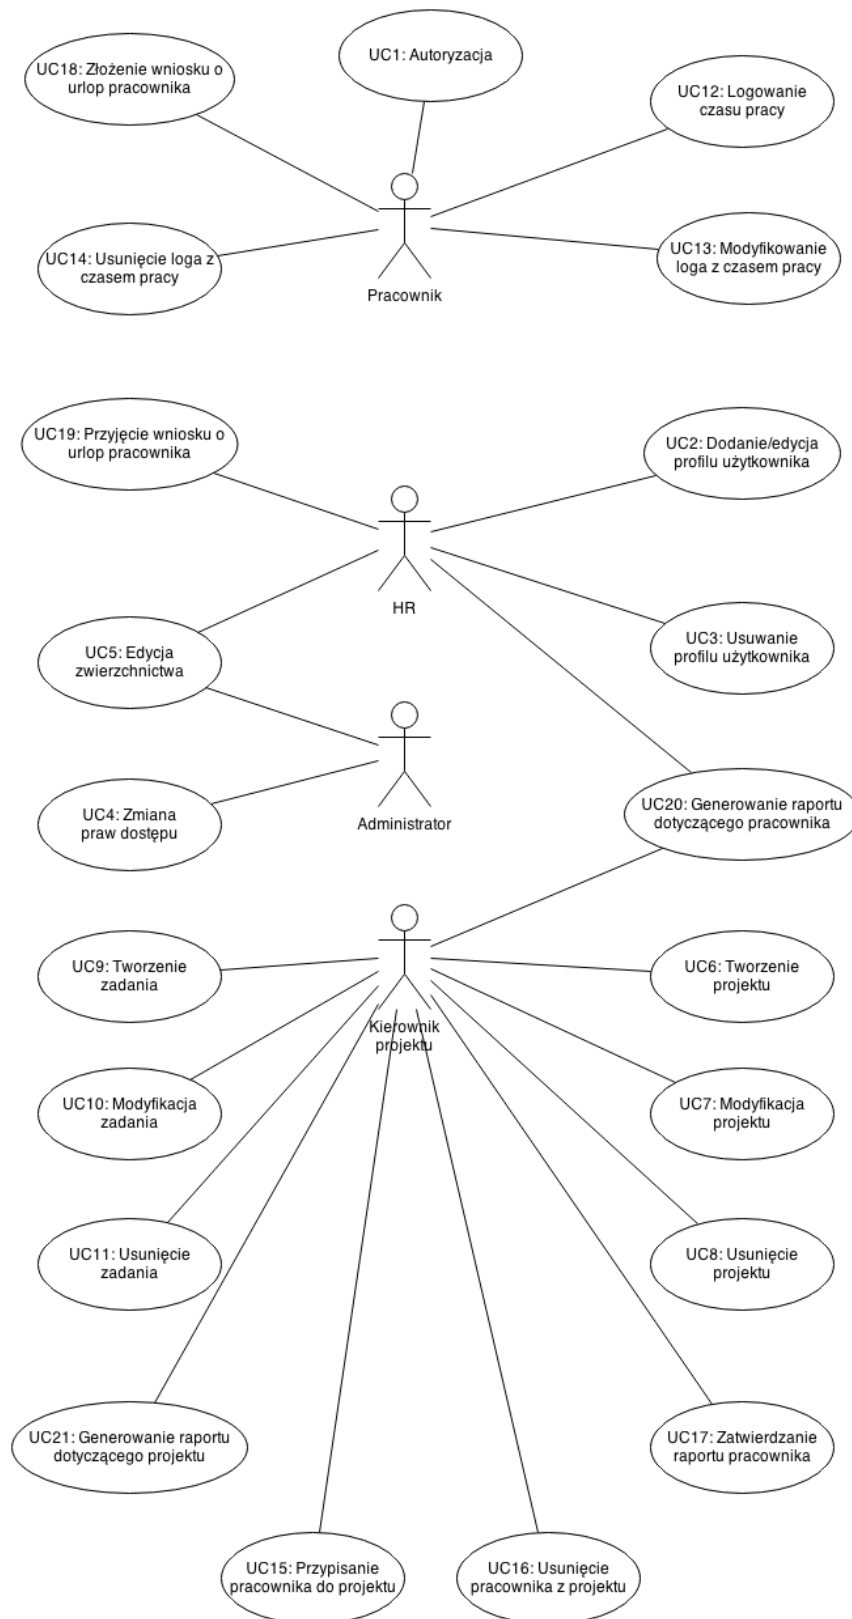 UC1: Autoryzacja
UC18: Złożenie wniosku o
urlop pracownika
UC12: Logowanie
czasu pracy
UC14: Usunięcie loga z
czasem pracy
UC13: Modyfikowanie
loga z czasem pracy
Pracownik
UC19: Przyjęcie wniosku o
urlop pracownika
UC2: Dodanie/edycja
profilu użytkownika
HR
UC5: Edycja
zwierzchnictwa
UC3: Usuwanie
profilu użytkownika
UC4: Zmiana
praw dostępu
Administrator
UC20: Generowanie raportu
dotyczącego pracownika
UC9: Tworzenie
zadania
UC6: Tworzenie
projektu
Kierownik
projektu
UC10: Modyfikacja
zadania
UC7: Modyfikacja
projektu
UC11: Usunięcie
zadania
UC8: Usunięcie
projektu
UC21: Generowanie raportu
dotyczącego projektu
UC17: Zatwierdzanie
raportu pracownika
UC15: Przypisanie
pracownika do projektu
UC16: Usunięcie
pracownika z projektu